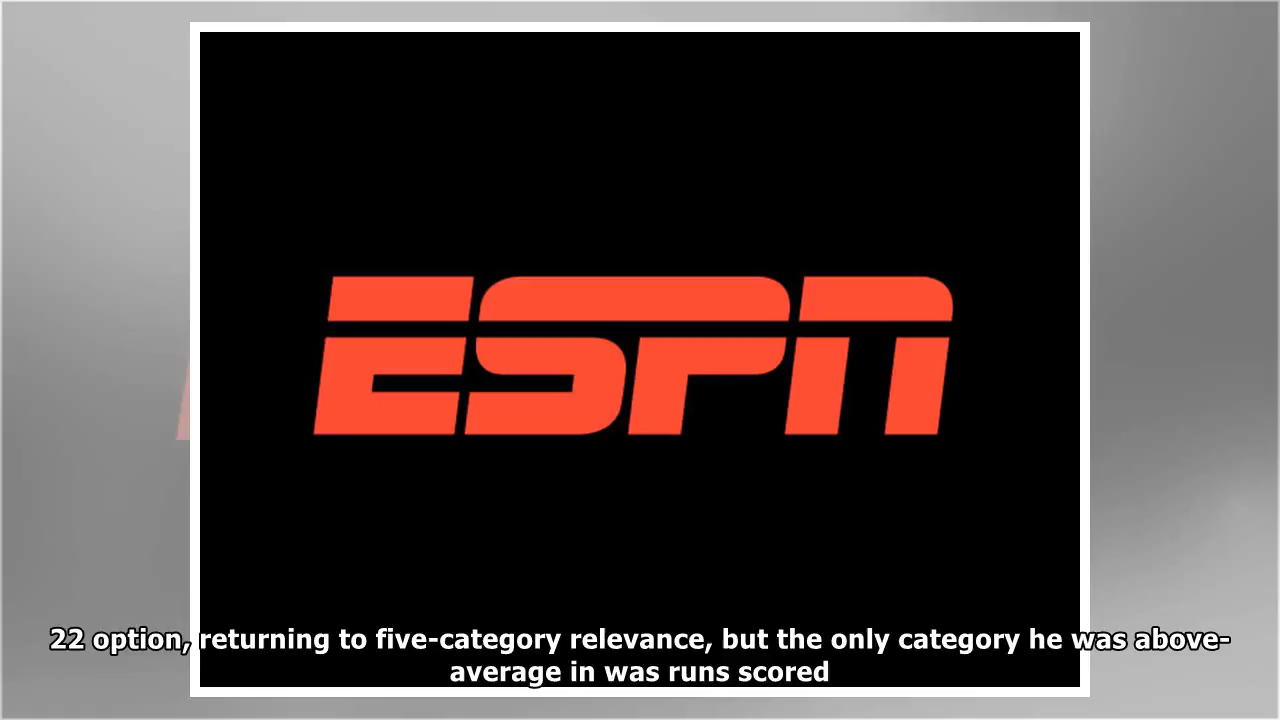 ESPN
22 option, returning to five-category relevance, but the only category he was above-
average in was runs scored